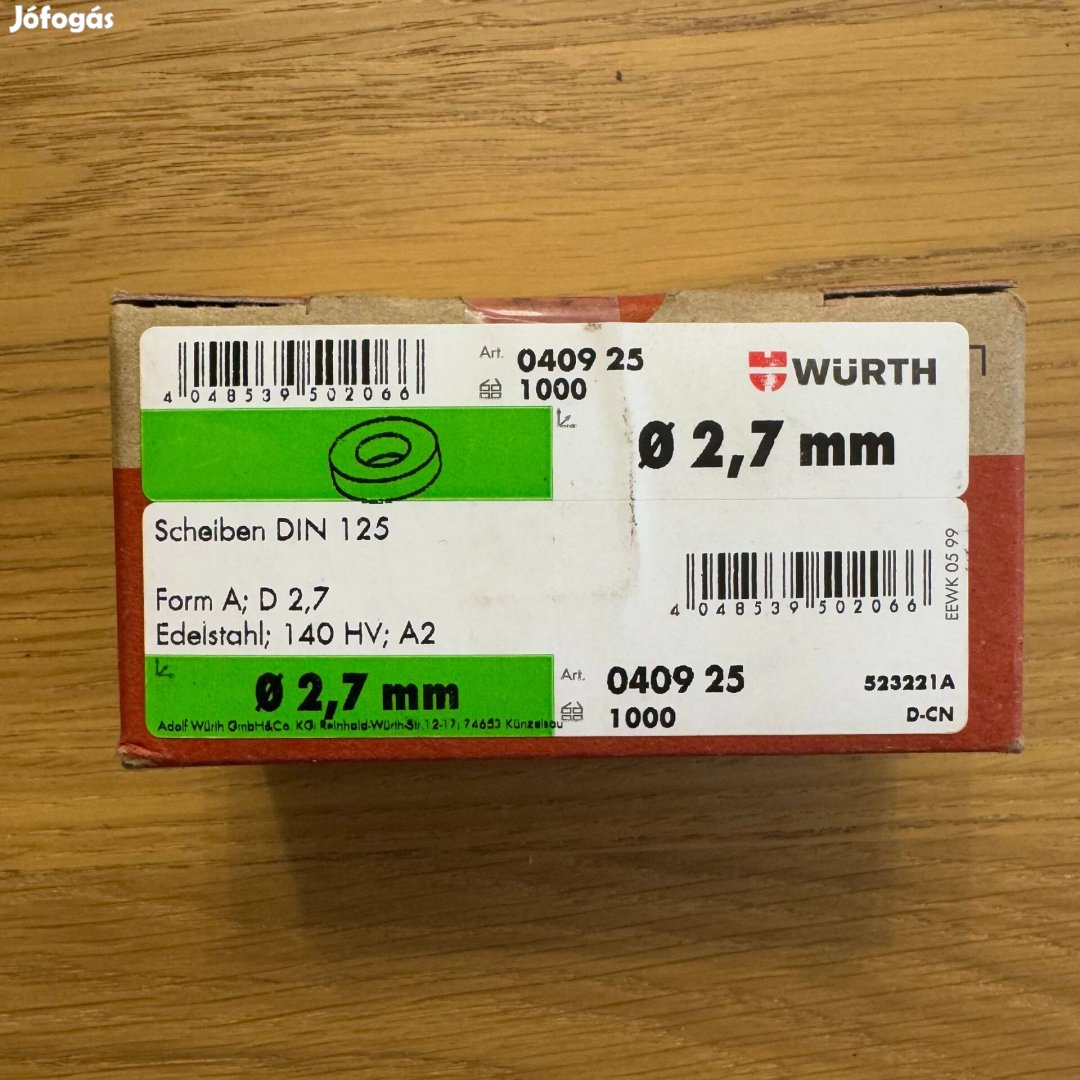 Jófogás
Art. 0409 25
1000
WÜRTH
4 048539 502066
Ø 2,7 mm
Scheiben DIN 125
Form A; D 2,7
Edelstahl; 140 HV; A2
4 048539 502066
EEWK 05 99
Ø 2,7 mm
Art. 0409 25
1000
523221A
D-CN
Adolf Würth GmbH&Co. KG; Reinhold-Würth-Str.12-17; 74653 Künzelsau